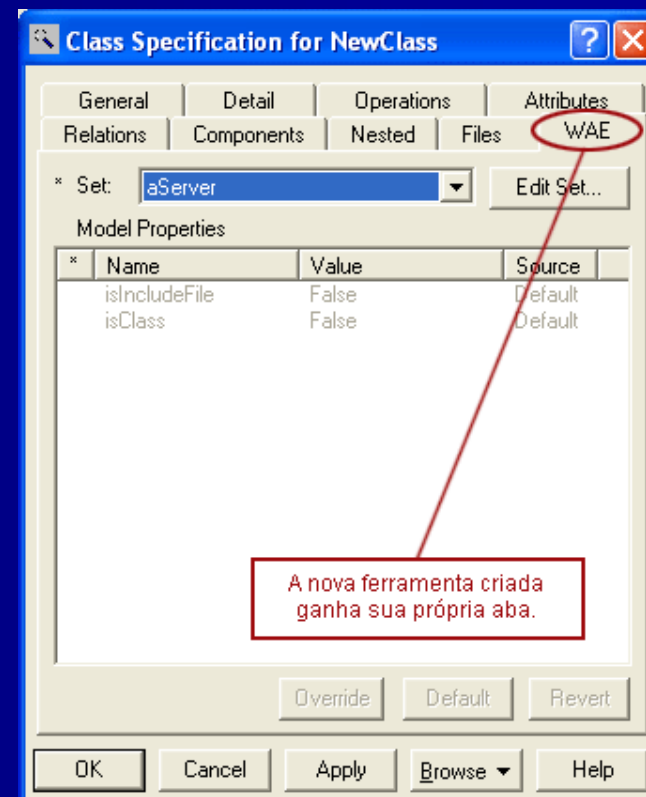 Class Specification for NewClass
General Detail Operations Attributes
Relations Components Nested Files WAE
* Set: aServer Edit Set...
Model Properties
* Name Value Source
isIncludeFile False Default
isClass False Default
A nova ferramenta criada
ganha sua própria aba.
Override Default Revert
OK Cancel Apply Browse Help